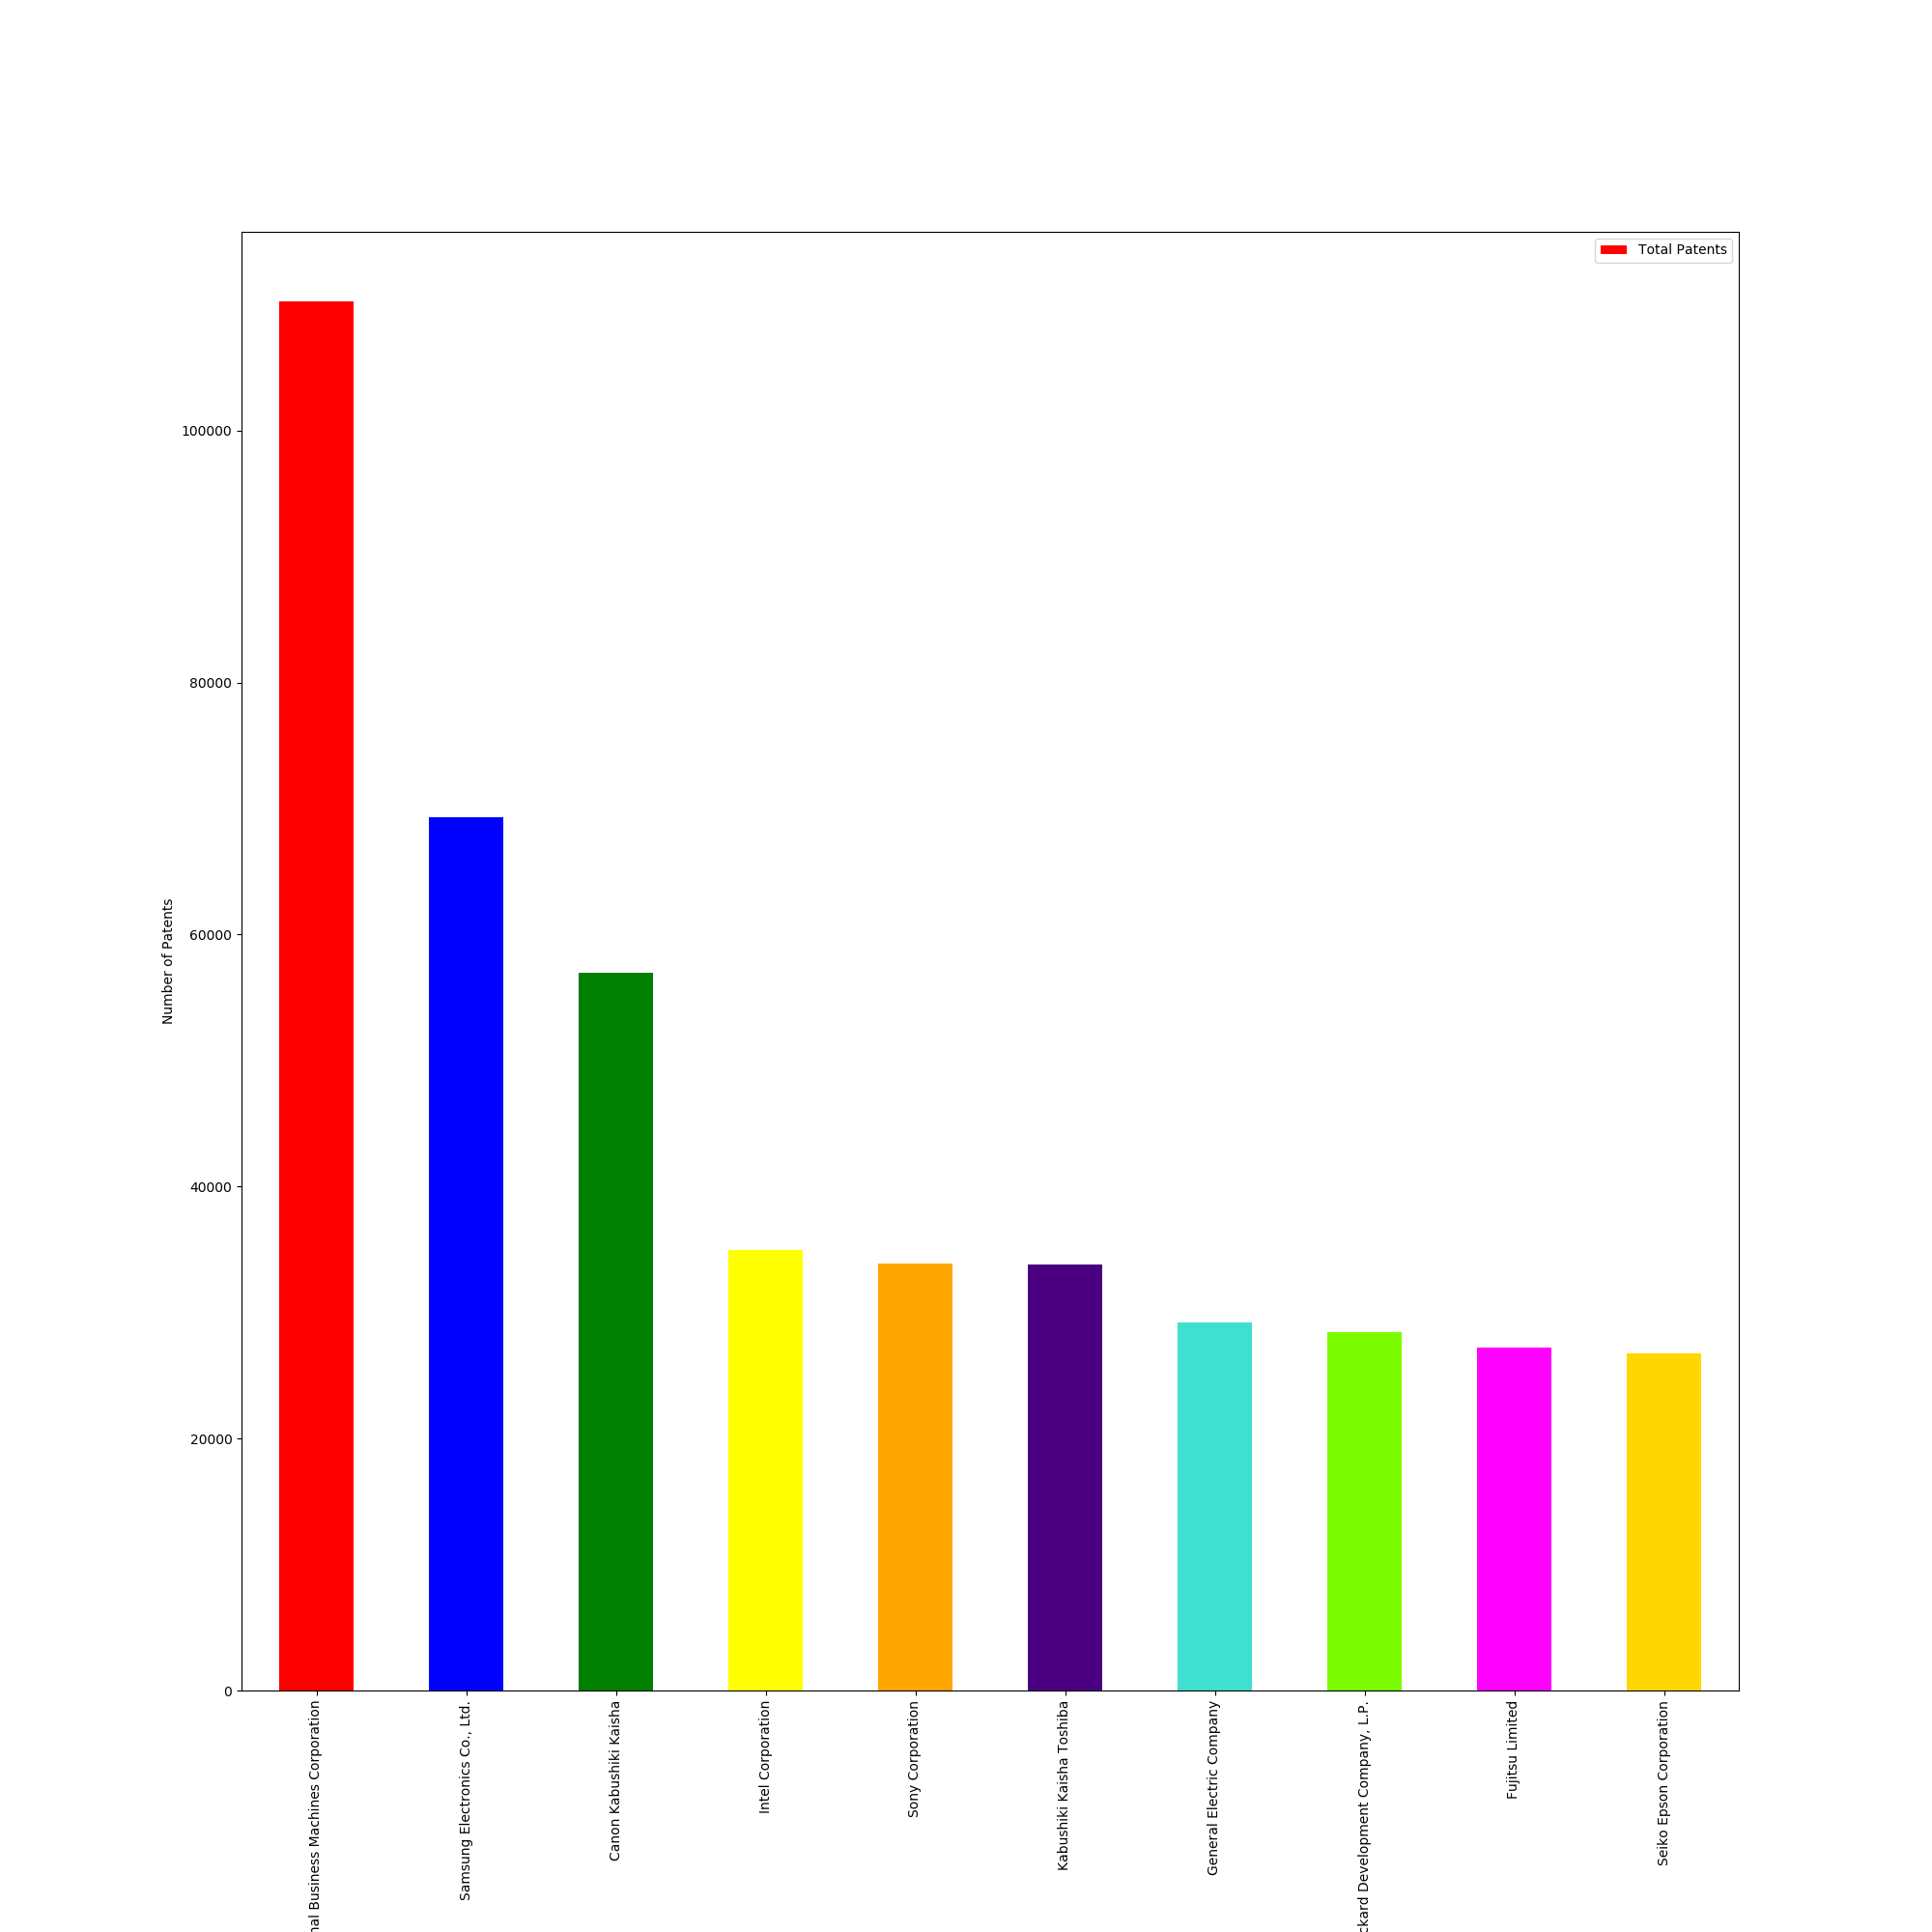 Total Patents
100000
80000
60000
40000
20000
0
Number of Patents
Business Machines Corporation
Samsung Electronics Co., Ltd.
Canon Kabushiki Kaisha
Intel Corporation
Sony Corporation
Kabushiki Kaisha Toshiba
General Electric Company
Development Company, L.P.
Fujitsu Limited
Seiko Epson Corporation